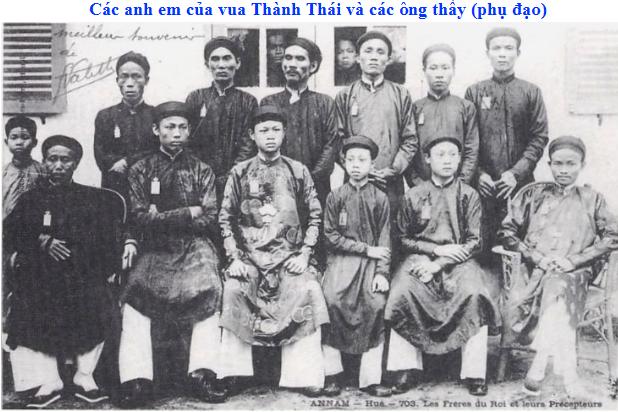 Các anh em của vua Thành Thái và các ông thầy (phụ đạo)
meilleur souvenir
ANNAM — Hué. — 703. Les Frères du Roi et leurs Précepteurs